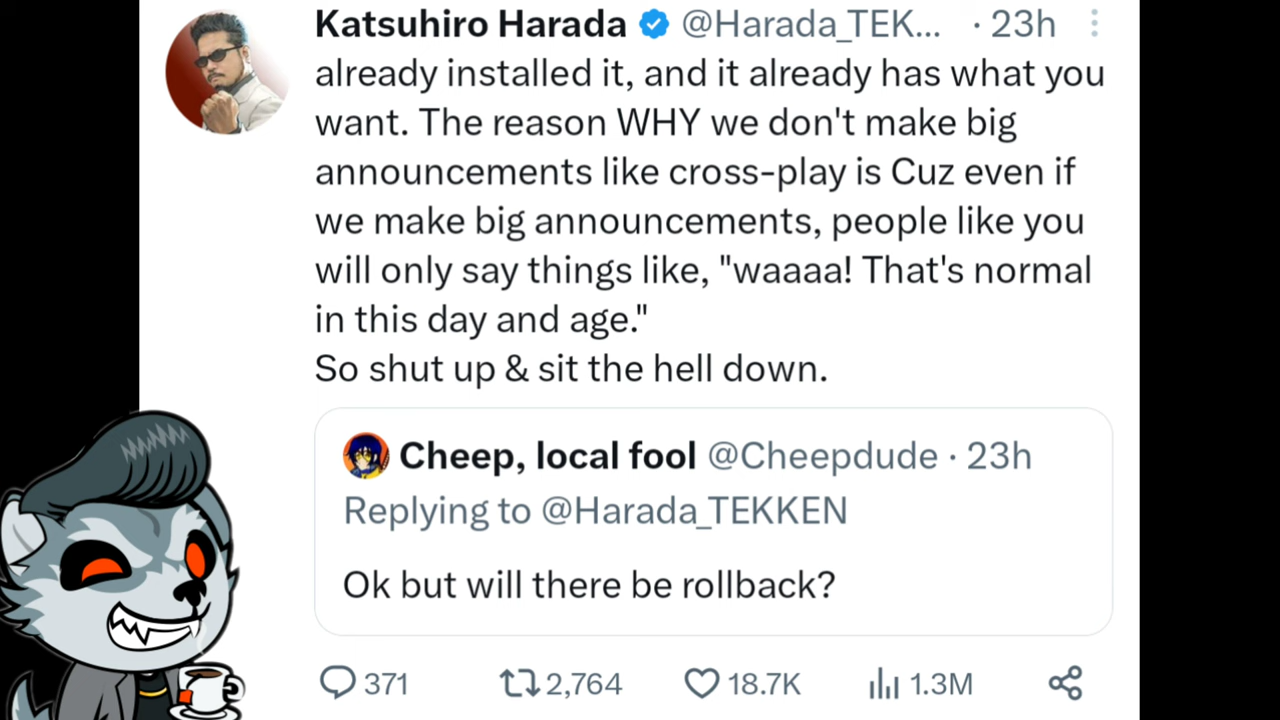 Katsuhiro Harada @Harada_TEK... · 23h
already installed it, and it already has what you
want. The reason WHY we don't make big
announcements like cross-play is Cuz even if
we make big announcements, people like you
will only say things like, "waaaa! That's normal
in this day and age."
So shut up & sit the hell down.
Cheep, local fool @Cheepdude · 23h
Replying to @Harada_TEKKEN
Ok but will there be rollback?
371 2,764 18.7K 1.3M